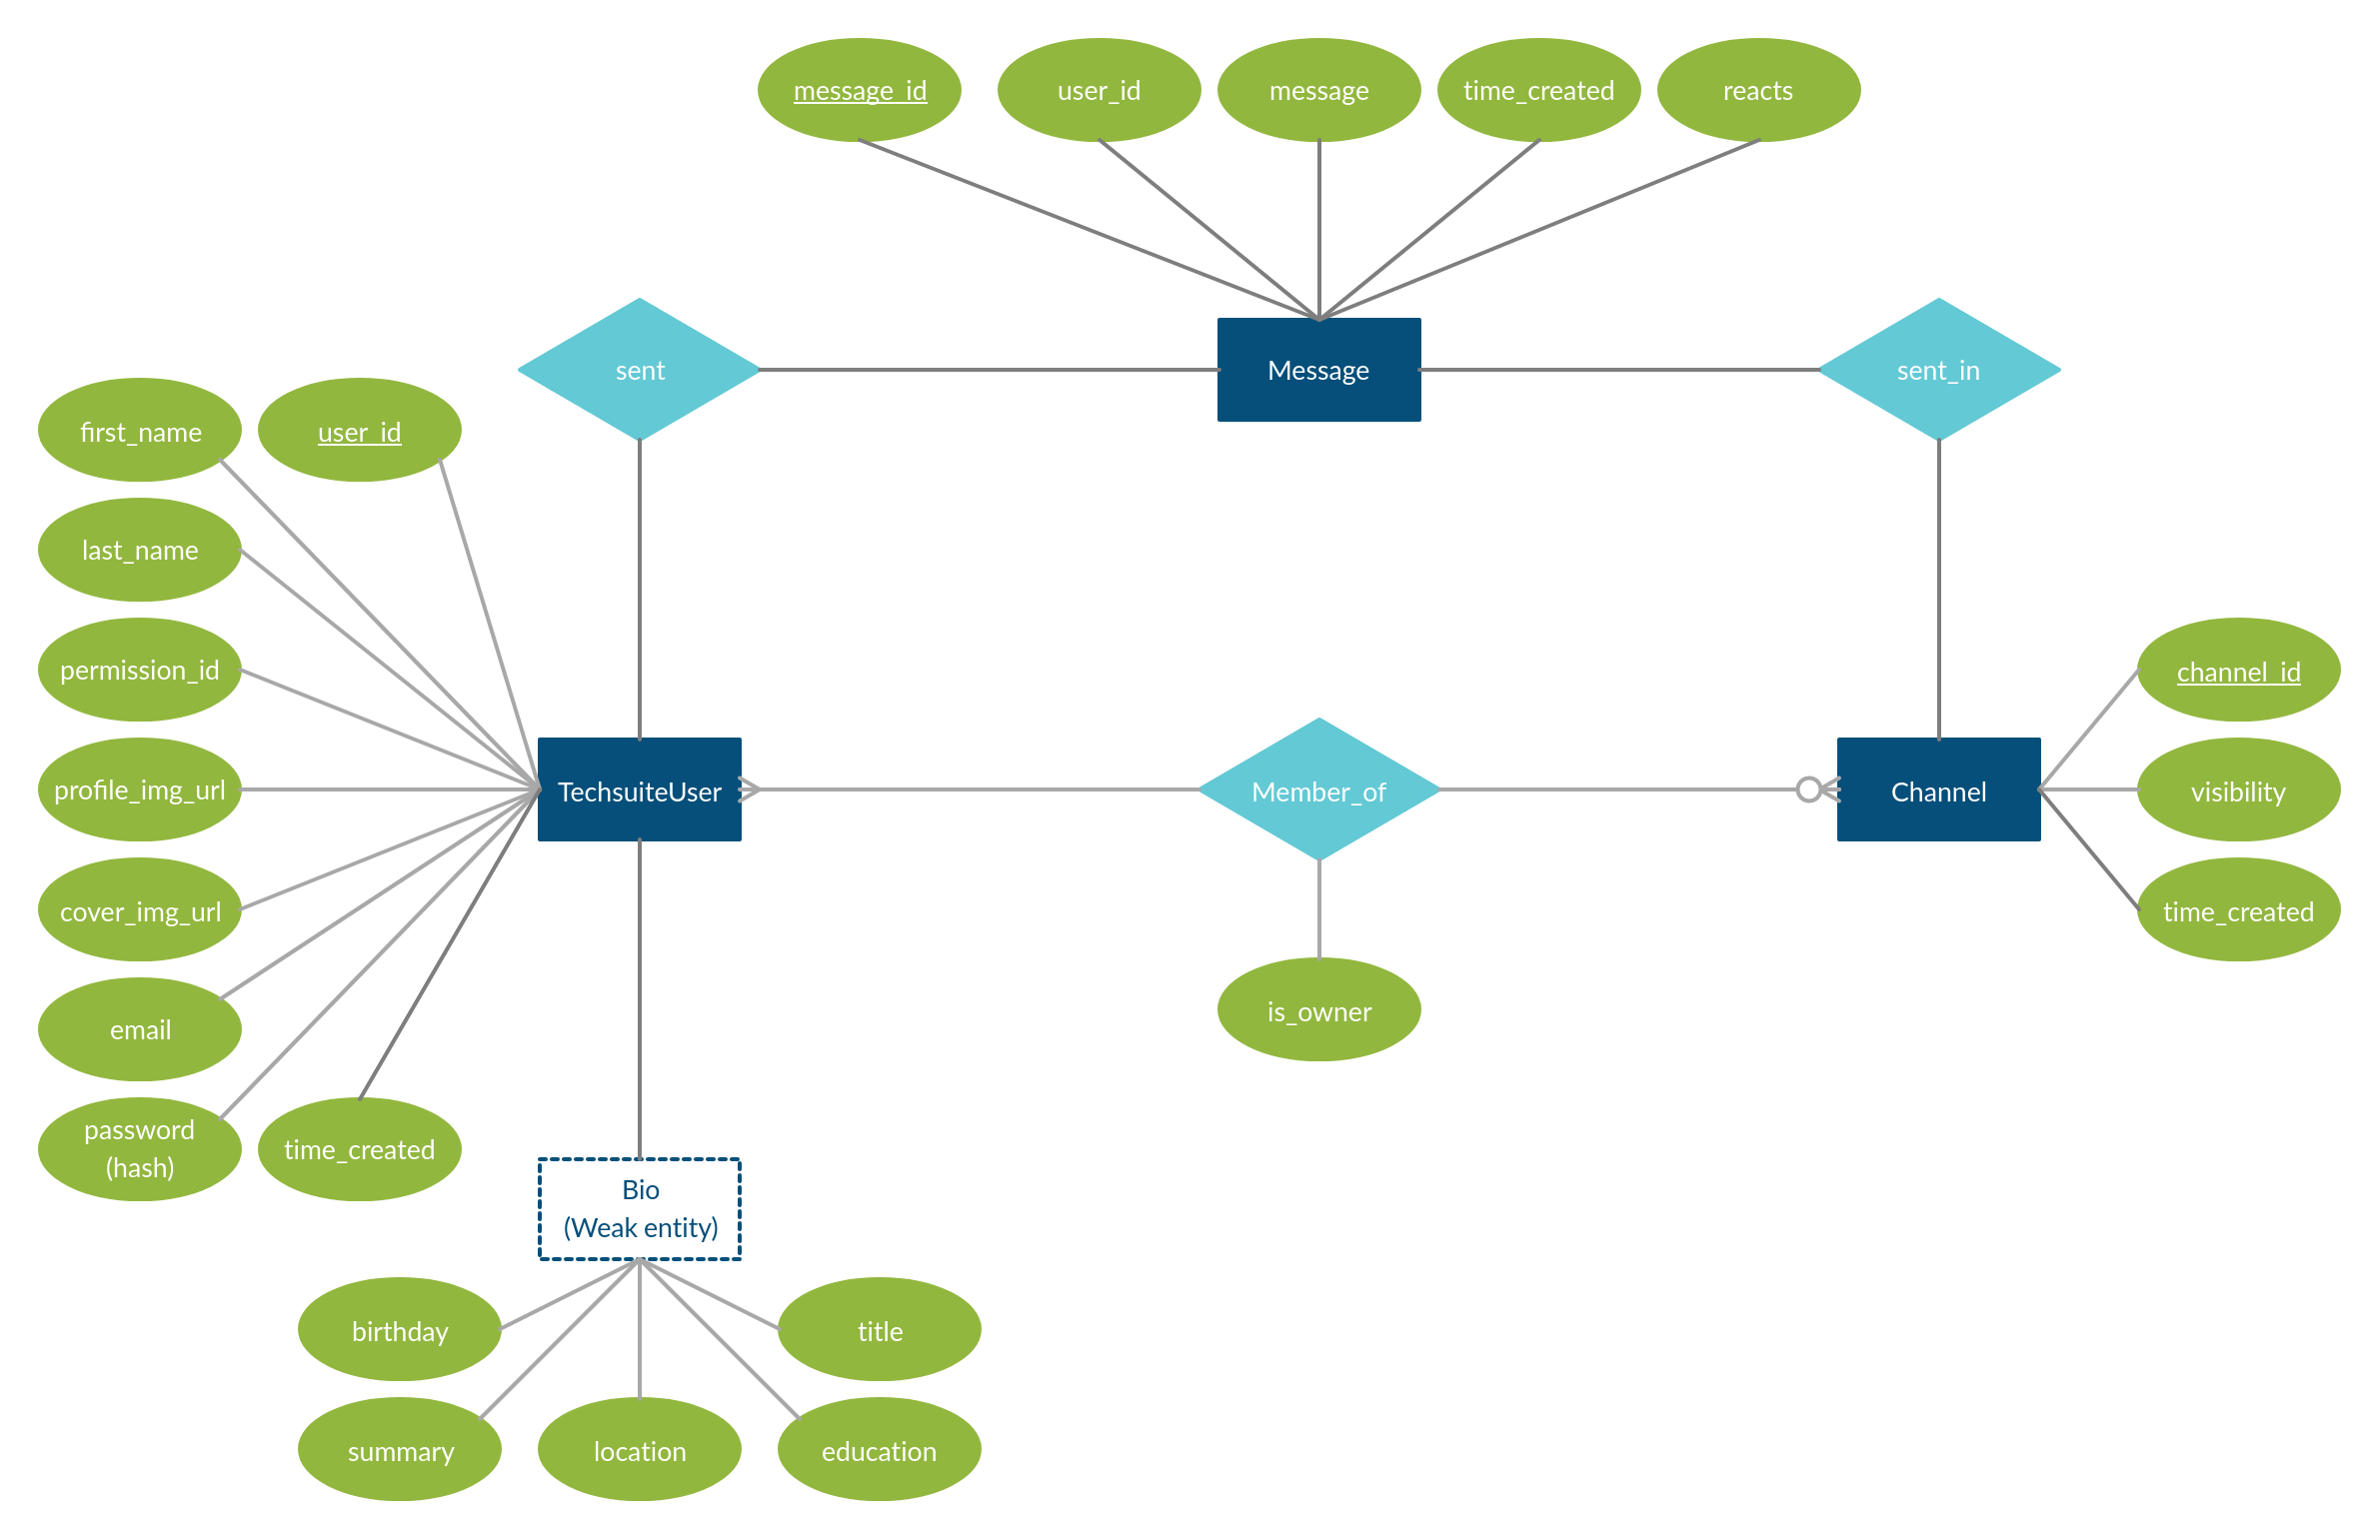 message_id
user_id
message
time_created
reacts
sent
Message
sent_in
first_name
user_id
last_name
permission_id
channel_id
profile_img_url
TechsuiteUser
Member_of
Channel
visibility
cover_img_url
time_created
is_owner
email
password
(hash)
time_created
Bio
(Weak entity)
birthday
title
summary
location
education